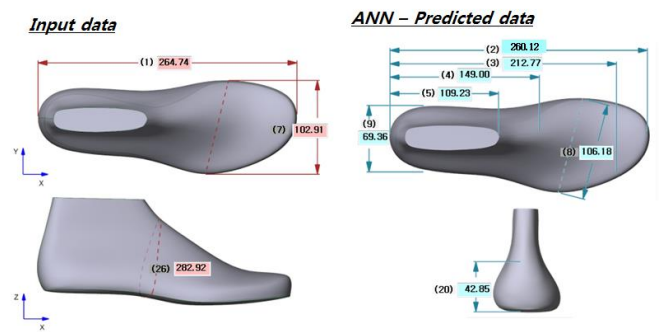 Input data
ANN – Predicted data
(1) 264.74
(7) 102.91
Y
X
(26) 282.92
Z
X
(2) 260.12
(3) 212.77
(4) 149.00
(5) 109.23
(9)
69.36
(8) 106.18
(20) 42.85